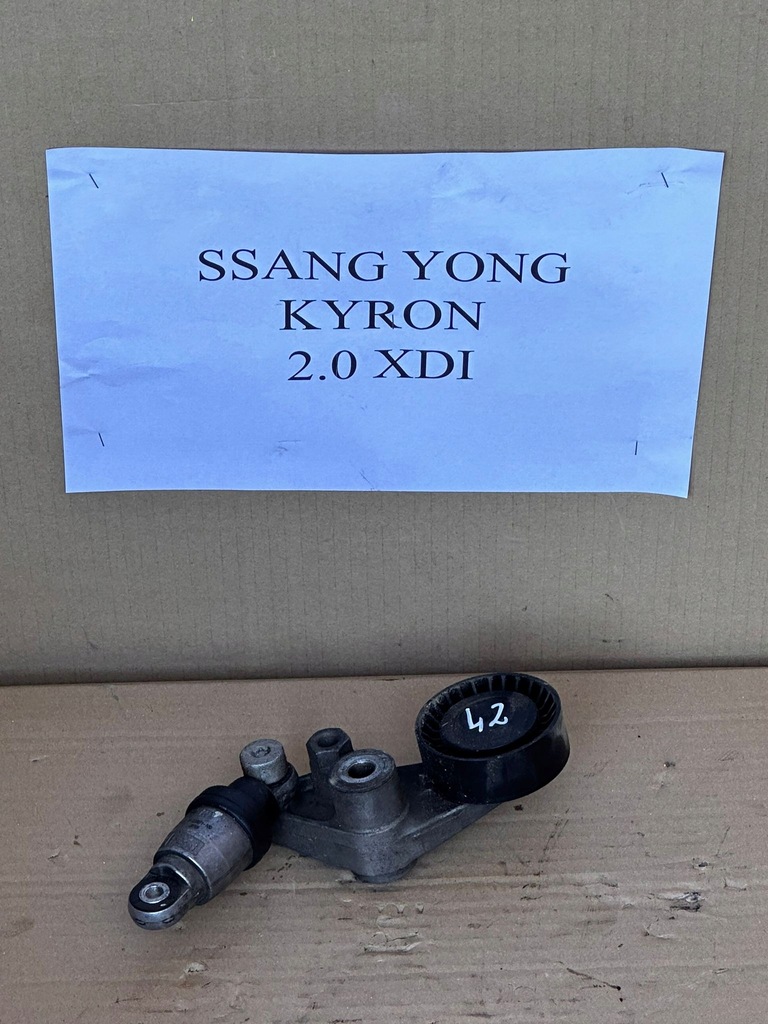 SSANG YONG
KYRON
2.0 XDI
42